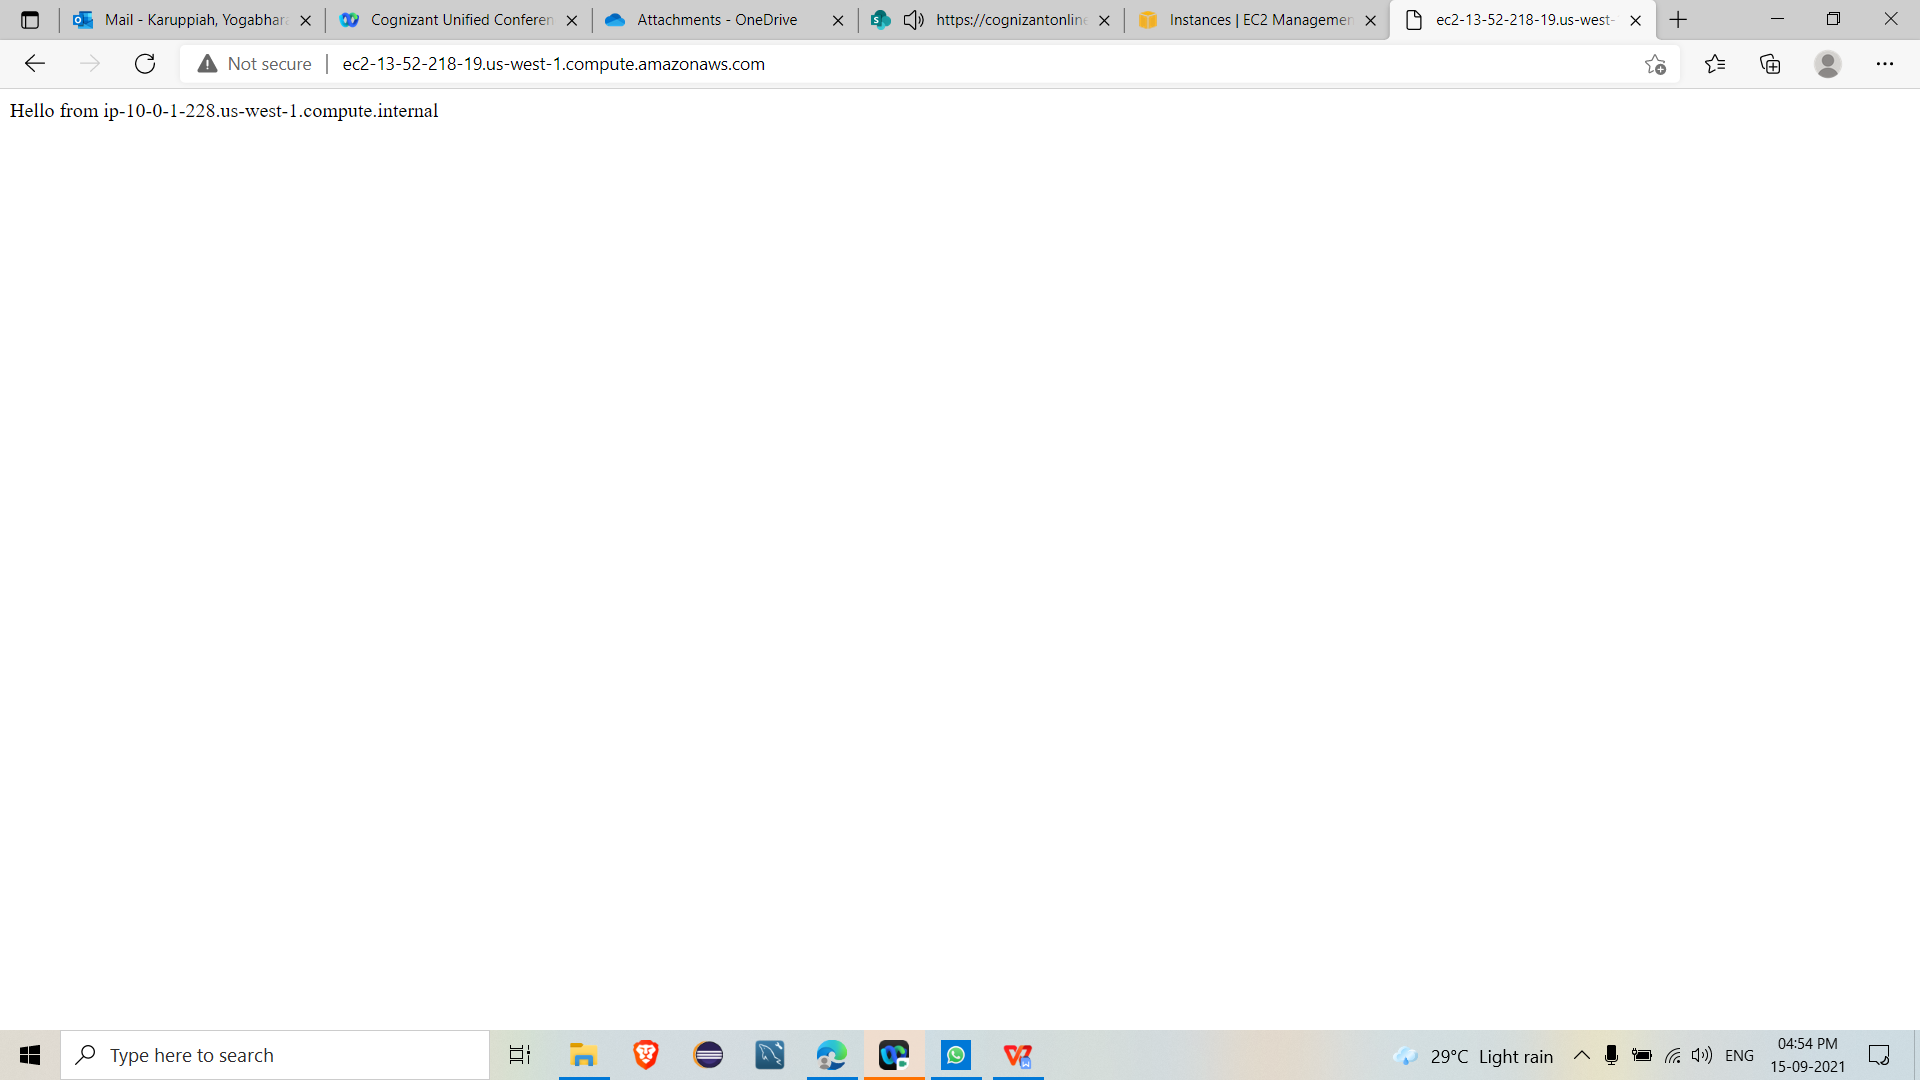 Mail - Karuppiah, Yogabhara
Cognizant Unified Conferen
Attachments - OneDrive
https://cognizantonline
Instances | EC2 Managemen
ec2-13-52-218-19.us-west-
Not secure
ec2-13-52-218-19.us-west-1.compute.amazonaws.com
Hello from ip-10-0-1-228.us-west-1.compute.internal
Type here to search
29°C Light rain
ENG
04:54 PM
15-09-2021